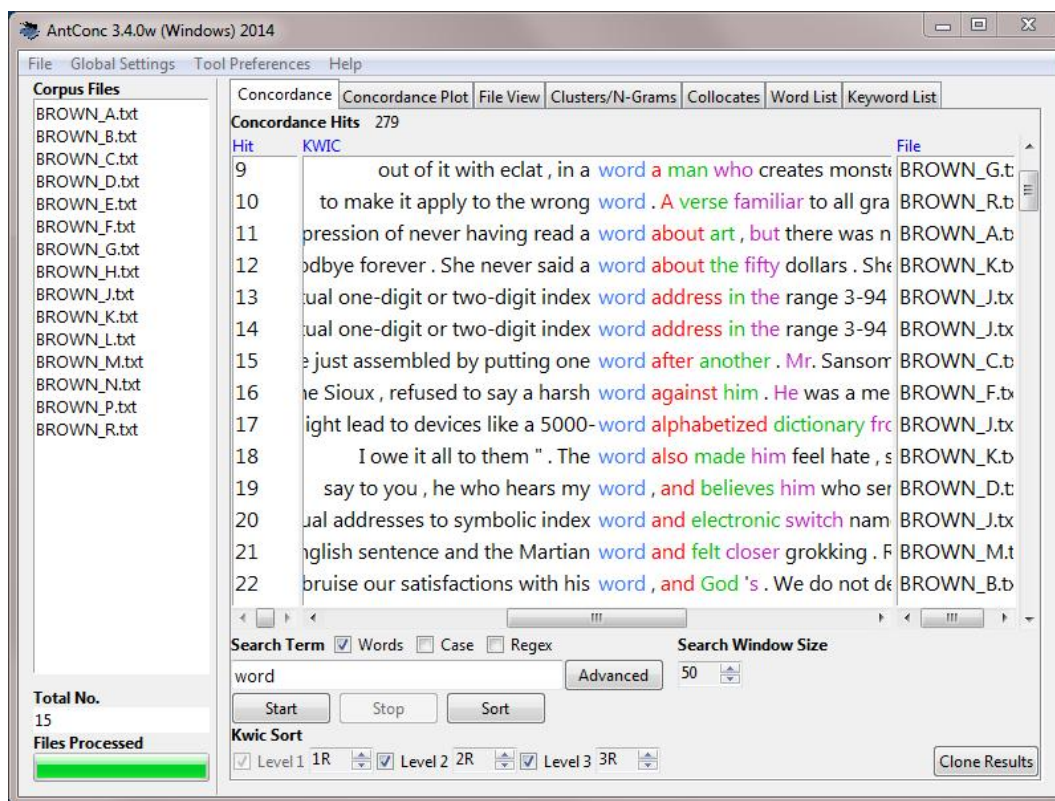 AntConc 3.4.0w (Windows) 2014
File Global Settings Tool Preferences Help
Corpus Files
BROWN_A.txt
BROWN_B.txt
BROWN_C.txt
BROWN_D.txt
BROWN_E.txt
BROWN_F.txt
BROWN_G.txt
BROWN_H.txt
BROWN_J.txt
BROWN_K.txt
BROWN_L.txt
BROWN_M.txt
BROWN_N.txt
BROWN_P.txt
BROWN_R.txt
Total No.
15
Files Processed
Concordance Concordance Plot File View Clusters/N-Grams Collocates Word List Keyword List
Concordance Hits 279
Hit KWIC File
9 out of it with eclat , in a word a man who creates monste BROWN_G.t
10 to make it apply to the wrong word . A verse familiar to all gra BROWN_R.t
11 pression of never having read a word about art , but there was n BROWN_A.t
12 odbye forever . She never said a word about the fifty dollars . She BROWN_K.tx
13 tual one-digit or two-digit index word address in the range 3-94 BROWN_J.tx
14 tual one-digit or two-digit index word address in the range 3-94 BROWN_J.tx
15 e just assembled by putting one word after another . Mr. Sansom BROWN_C.t
16 ne Sioux , refused to say a harsh word against him . He was a me BROWN_F.tx
17 ight lead to devices like a 5000-word alphabetized dictionary fro BROWN_J.tx
18 I owe it all to them " . The word also made him feel hate , s BROWN_K.t
19 say to you , he who hears my word , and believes him who ser BROWN_D.t
20 ual addresses to symbolic index word and electronic switch nam BROWN_J.tx
21 nglish sentence and the Martian word and felt closer grokking . R BROWN_M.t
22 bruise our satisfactions with his word , and God 's . We do not de BROWN_B.tx
Search Term Words Case Regex Search Window Size
word Advanced 50
Start Stop Sort
Kwic Sort
Level 1 1R Level 2 2R Level 3 3R Clone Results